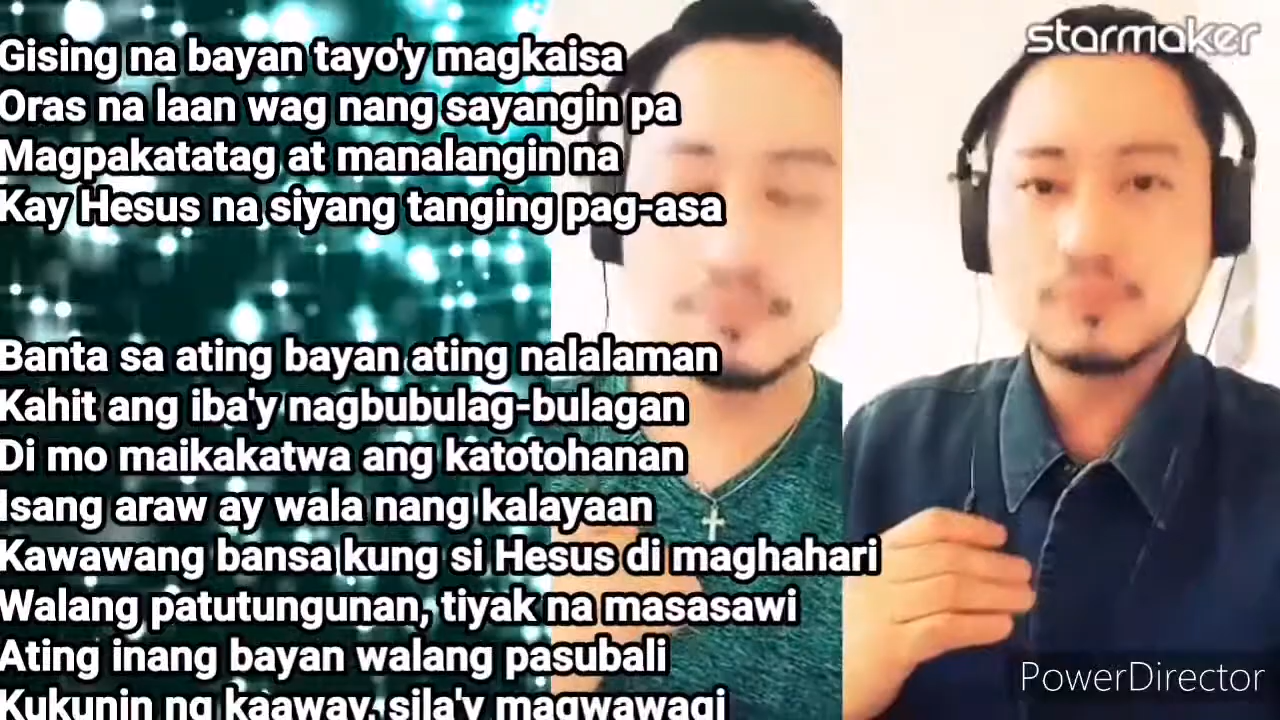 starmaker
Gising na bayan tayo'y magkaisa
Oras na laan wag nang sayangin pa
Magpakatatag at manalangin na
Kay Hesus na siyang tanging pag-asa
Banta sa ating bayan ating nalalaman
Kahit ang iba'y nagbubulag-bulagan
Di mo maikakatwa ang katotohanan
Isang araw ay wala nang kalayaan
Kawawang bansa kung si Hesus di maghahari
Walang patutungunan, tiyak na masasawi
Ating inang bayan walang pasubali
Kukunin ng kaaway, sila'y magwawagi
PowerDirector